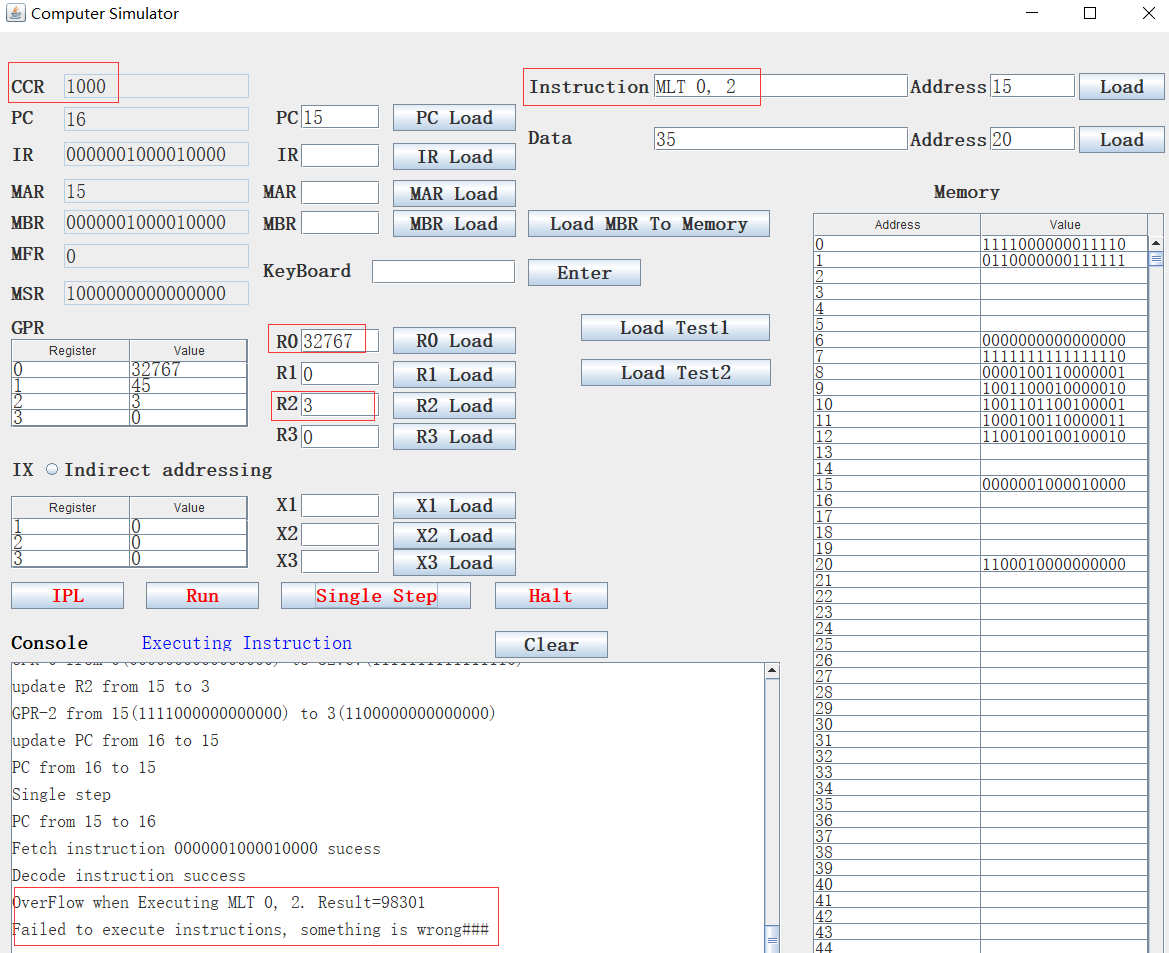 Computer Simulator
CCR 1000 Instruction MLT 0, 2 Address 15 Load
PC 16 PC 15 PC Load
Data 35 Address 20 Load
IR 0000001000010000 IR IR Load
MAR 15 MAR MAR Load Memory
MBR 0000001000010000 MBR MBR Load Load MBR To Memory
MFR 0
KeyBoard Enter
MSR 1000000000000000
GPR
Register Value
0 32767
1 45
2 3
3 0
R0 32767 R0 Load
R1 0 R1 Load
R2 3 R2 Load
R3 0 R3 Load
Load Test1
Load Test2
IX Indirect addressing
Register Value
1 0
2 0
3 0
X1 X1 Load
X2 X2 Load
X3 X3 Load
IPL Run Single Step Halt
Console Executing Instruction Clear
update R2 from 15 to 3
GPR-2 from 15(1111000000000000) to 3(1100000000000000)
update PC from 16 to 15
PC from 16 to 15
Single step
PC from 15 to 16
Fetch instruction 0000001000010000 sucess
Decode instruction success
OverFlow when Executing MLT 0, 2. Result=98301
Failed to execute instructions, something is wrong###
Address Value
0 1111000000011110
1 0110000000111111
2
3
4
5
6 0000000000000000
7 1111111111111110
8 0000100110000001
9 1001100110000010
10 1001101100100001
11 1000100110000011
12 1100100100100010
13
14
15 0000001000010000
16
17
18
19
20 1100010000000000
21
22
23
24
25
26
27
28
29
30
31
32
33
34
35
36
37
38
39
40
41
42
43
44